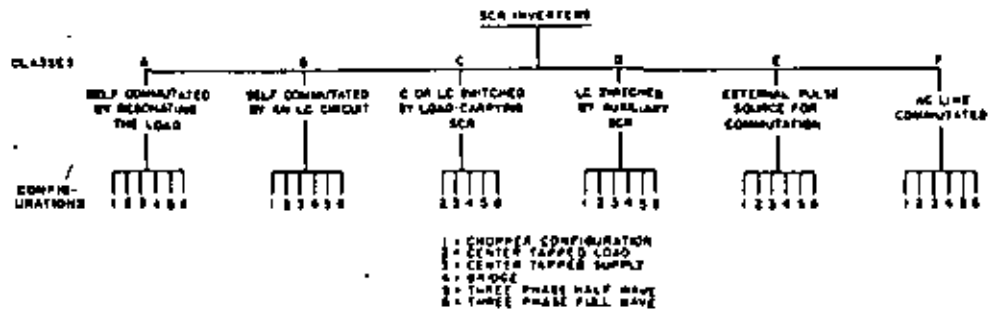 SCR INVERTERS
CLASSES A B C D E F
SELF COMMUTATED BY RESONATING THE LOAD
SELF COMMUTATED BY AN LC CIRCUIT
C OR LC SWITCHED BY LOAD-CARRYING SCR
LC SWITCHED BY AUXILIARY SCR
EXTERNAL PULSE SOURCE FOR COMMUTATION
AC LINE COMMUTATED
CONFIG-
URATIONS
1 2 3 4 5 6
1 2 3 4 5 6
2 3 4 5 6
1 2 3 4 5 6
1 2 3 4 5 6
1 2 3 4 5 6
1 = CHOPPER CONFIGURATION
2 = CENTER TAPPED LOAD
3 = CENTER TAPPED SUPPLY
4 = BRIDGE
5 = THREE PHASE HALF WAVE
6 = THREE PHASE FULL WAVE